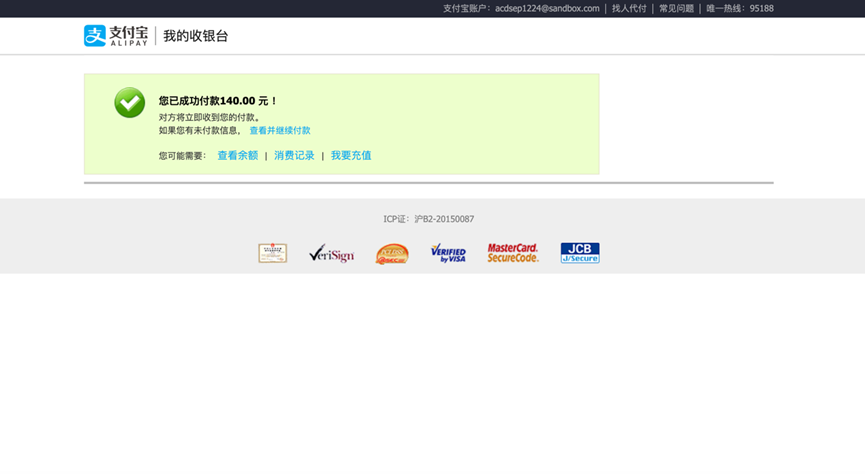 支付宝账户：acdsep1224@sandbox.com | 找人代付 | 常见问题 | 唯一热线：95188
支付宝 | 我的收银台
ALIPAY
您已成功付款140.00 元！
对方将立即收到您的付款。
如果您有未付款信息， 查看并继续付款
您可能需要： 查看余额 | 消费记录 | 我要充值
ICP证：沪B2-20150087
VeriSign
VERIFIED by VISA
MasterCard. SecureCode.
JCB J/Secure